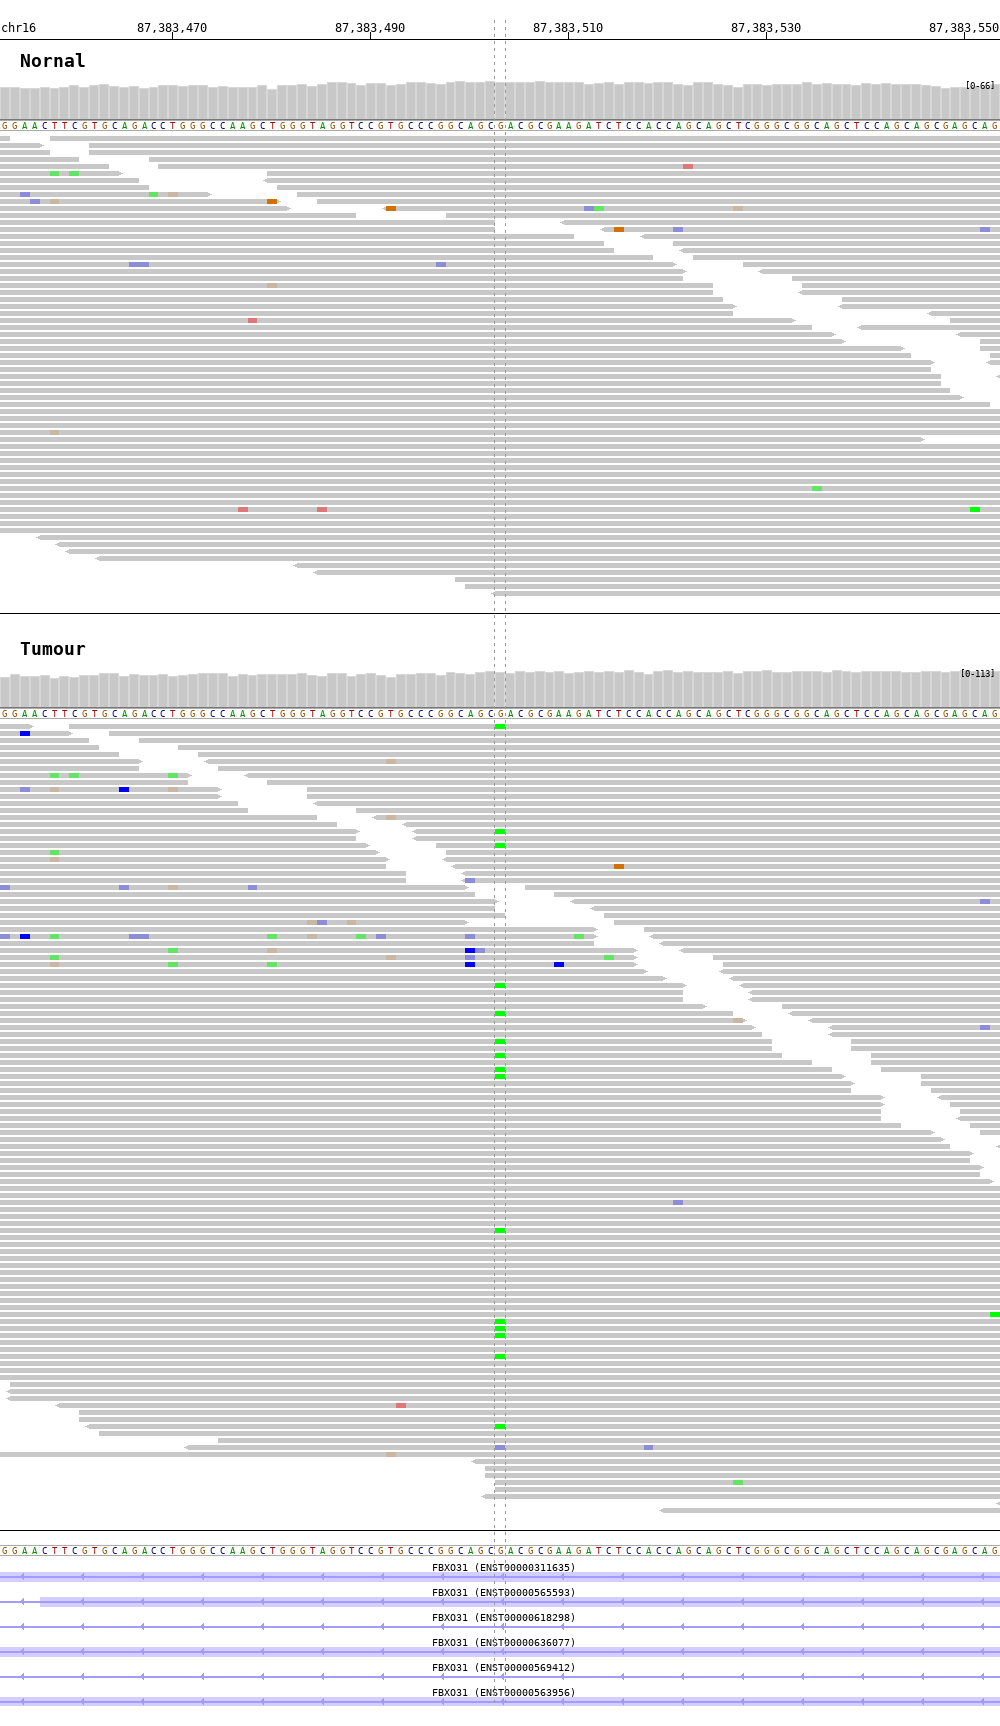 chr16 87,383,470 87,383,490 87,383,510 87,383,530 87,383,550
Nornal
[0-66]
GGAACTTCGTGCAGACCTGGGCCAAGCTGGGTAGGTCCGTGCCCGGCAGCGACGCGAAGATCTCCACCAGCAGCTCGGGCGGCAGCTCCAGCAGCGAGCAG
Tumour
[0-113]
GGAACTTCGTGCAGACCTGGGCCAAGCTGGGTAGGTCCGTGCCCGGCAGCGACGCGAAGATCTCCACCAGCAGCTCGGGCGGCAGCTCCAGCAGCGAGCAG
GGAACTTCGTGCAGACCTGGGCCAAGCTGGGTAGGTCCGTGCCCGGCAGCGACGCGAAGATCTCCACCAGCAGCTCGGGCGGCAGCTCCAGCAGCGAGCAG
FBXO31 (ENST00000311635)
FBXO31 (ENST00000565593)
FBXO31 (ENST00000618298)
FBXO31 (ENST00000636077)
FBXO31 (ENST00000569412)
FBXO31 (ENST00000563956)